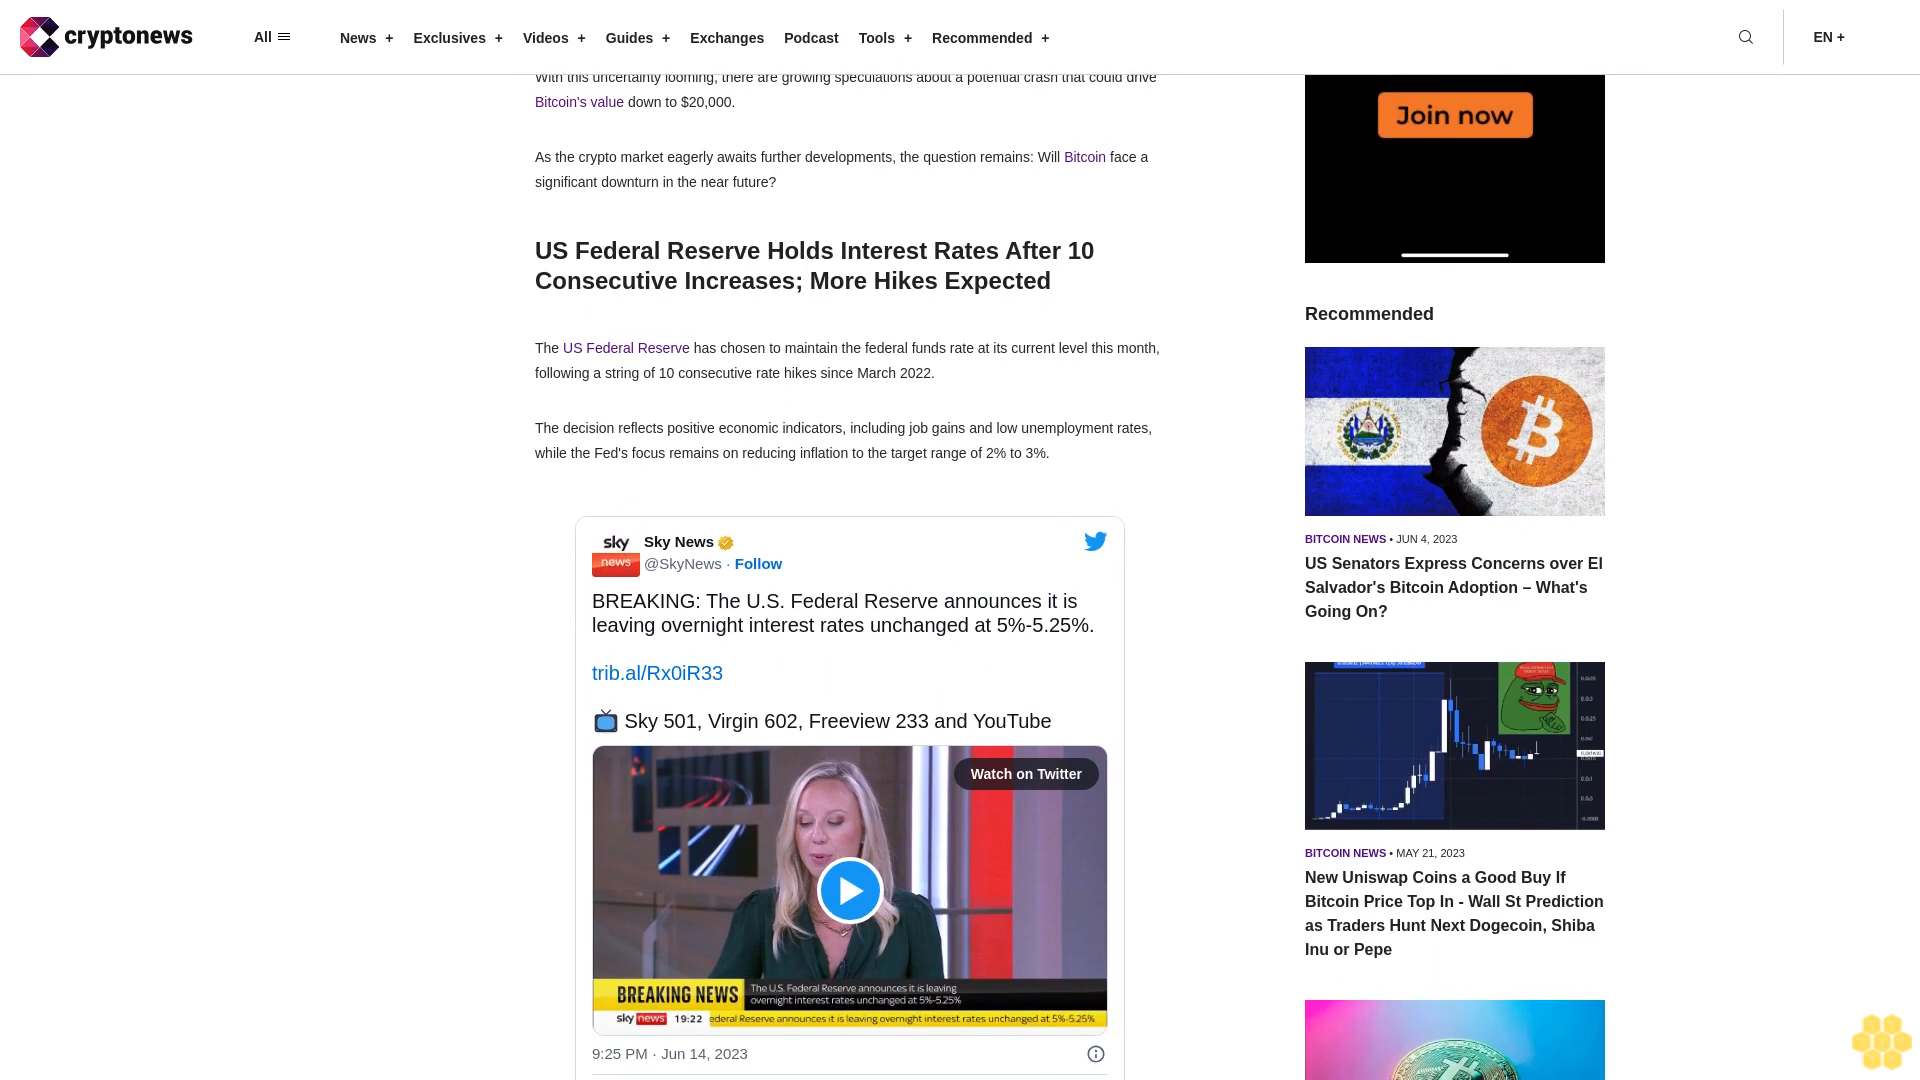 cryptonews
All
News +
Exclusives +
Videos +
Guides +
Exchanges
Podcast
Tools +
Recommended +
EN +
With this uncertainty looming, there are growing speculations about a potential crash that could drive
Bitcoin's value down to $20,000.
As the crypto market eagerly awaits further developments, the question remains: Will Bitcoin face a
significant downturn in the near future?
US Federal Reserve Holds Interest Rates After 10
Consecutive Increases; More Hikes Expected
The US Federal Reserve has chosen to maintain the federal funds rate at its current level this month,
following a string of 10 consecutive rate hikes since March 2022.
The decision reflects positive economic indicators, including job gains and low unemployment rates,
while the Fed's focus remains on reducing inflation to the target range of 2% to 3%.
sky
news
Sky News
@SkyNews · Follow
BREAKING: The U.S. Federal Reserve announces it is
leaving overnight interest rates unchanged at 5%-5.25%.
trib.al/Rx0iR33
Sky 501, Virgin 602, Freeview 233 and YouTube
Watch on Twitter
BREAKING NEWS
The U.S. Federal Reserve announces it is leaving
overnight interest rates unchanged at 5%-5.25%
sky news 19:22 ederal Reserve announces it is leaving overnight interest rates unchanged at 5%-5.25%.
9:25 PM · Jun 14, 2023
Join now
Recommended
BITCOIN NEWS • JUN 4, 2023
US Senators Express Concerns over El
Salvador's Bitcoin Adoption – What's
Going On?
BITCOIN NEWS • MAY 21, 2023
New Uniswap Coins a Good Buy If
Bitcoin Price Top In - Wall St Prediction
as Traders Hunt Next Dogecoin, Shiba
Inu or Pepe